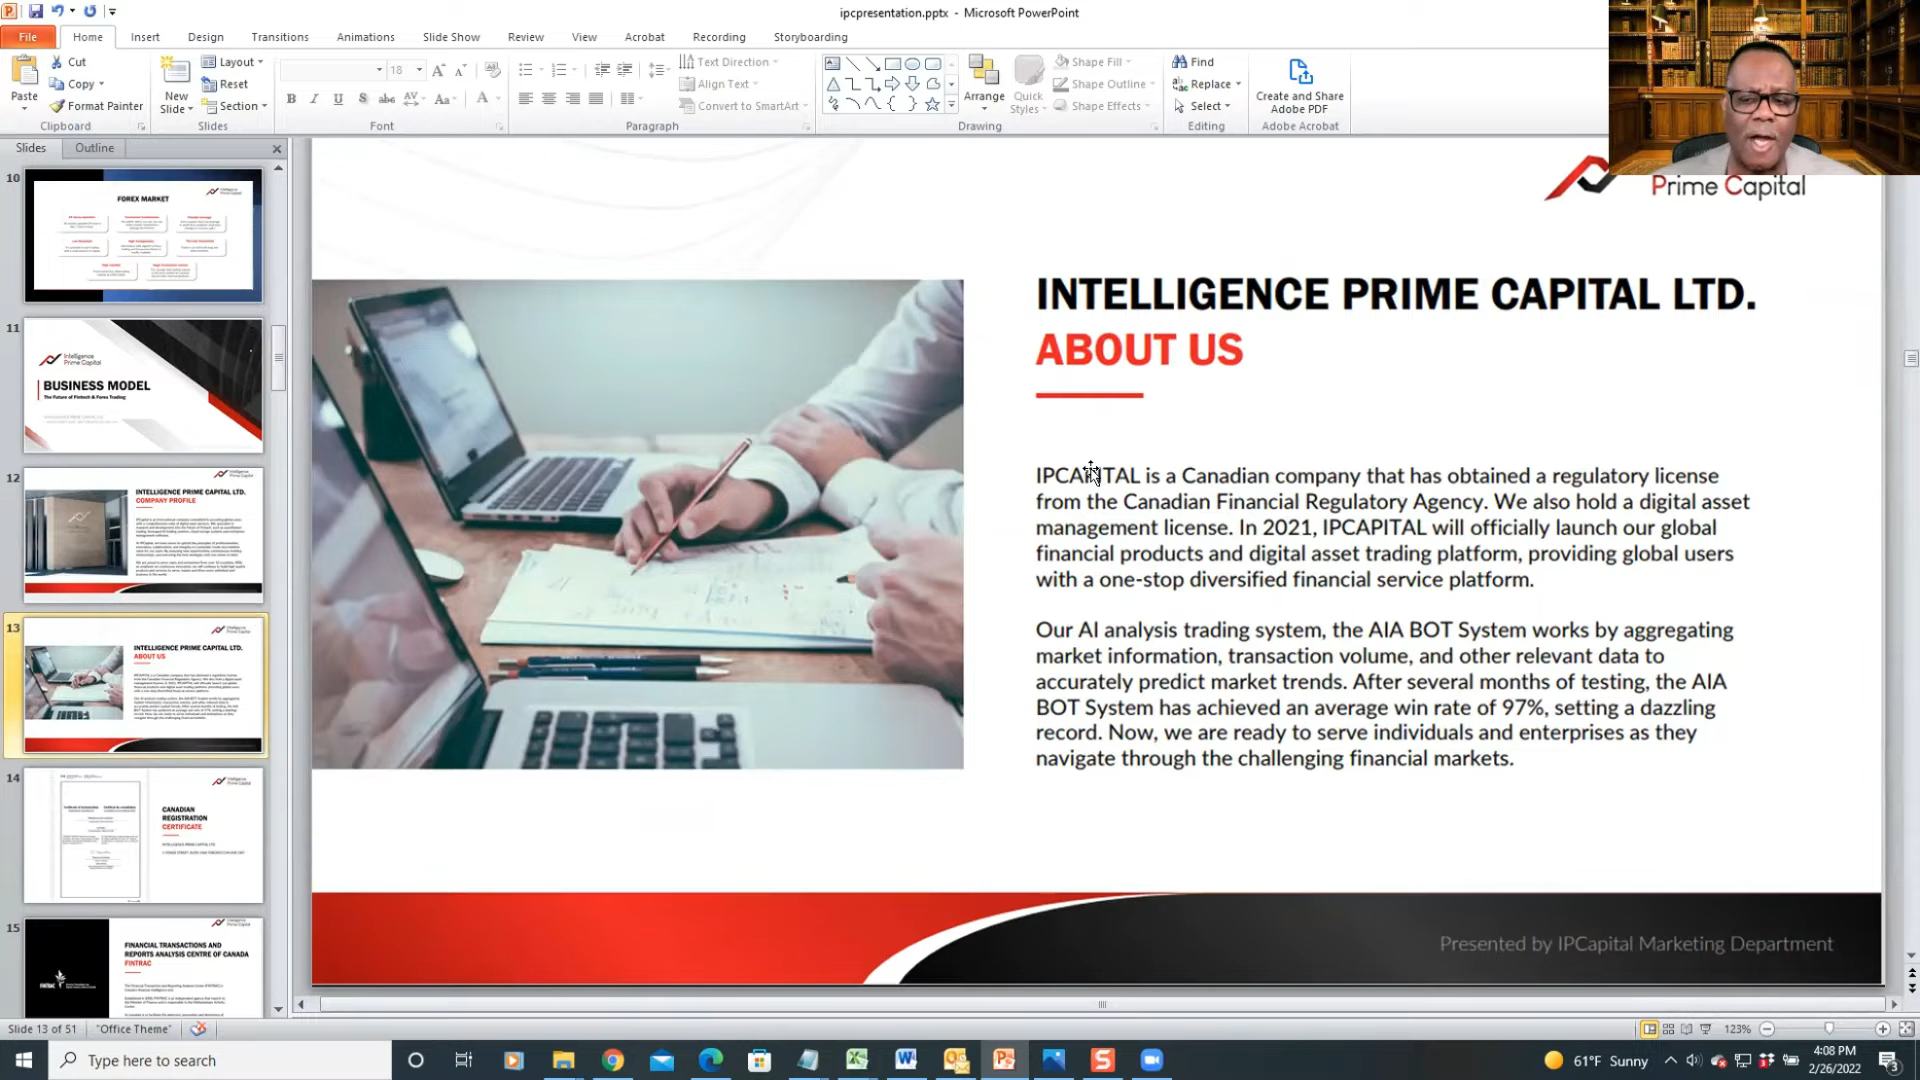 ipcpresentation.pptx - Microsoft PowerPoint
File Home Insert Design Transitions Animations Slide Show Review View Acrobat Recording Storyboarding
Paste
Cut
Copy
Format Painter
Clipboard
New Slide
Layout
Reset
Section
Slides
18
Font
Text Direction
Align Text
Convert to SmartArt
Paragraph
Arrange
Quick Styles
Shape Fill
Shape Outline
Shape Effects
Drawing
Find
Replace
Select
Editing
Create and Share Adobe PDF
Adobe Acrobat
Slides Outline
10
FOREX MARKET
11
Intelligence Prime Capital
BUSINESS MODEL
The Future of Fintech & Forex Trading
12
INTELLIGENCE PRIME CAPITAL LTD.
COMPANY PROFILE
13
INTELLIGENCE PRIME CAPITAL LTD.
ABOUT US
14
CANADIAN
REGISTRATION
CERTIFICATE
15
FINANCIAL TRANSACTIONS AND
REPORTS ANALYSIS CENTRE OF CANADA
FINTRAC
Prime Capital
INTELLIGENCE PRIME CAPITAL LTD.
ABOUT US
IPCAPITAL is a Canadian company that has obtained a regulatory license
from the Canadian Financial Regulatory Agency. We also hold a digital asset
management license. In 2021, IPCAPITAL will officially launch our global
financial products and digital asset trading platform, providing global users
with a one-stop diversified financial service platform.
Our AI analysis trading system, the AIA BOT System works by aggregating
market information, transaction volume, and other relevant data to
accurately predict market trends. After several months of testing, the AIA
BOT System has achieved an average win rate of 97%, setting a dazzling
record. Now, we are ready to serve individuals and enterprises as they
navigate through the challenging financial markets.
Presented by IPCapital Marketing Department
Slide 13 of 51 "Office Theme" 123%
Type here to search
61°F Sunny
4:08 PM
2/26/2022
3